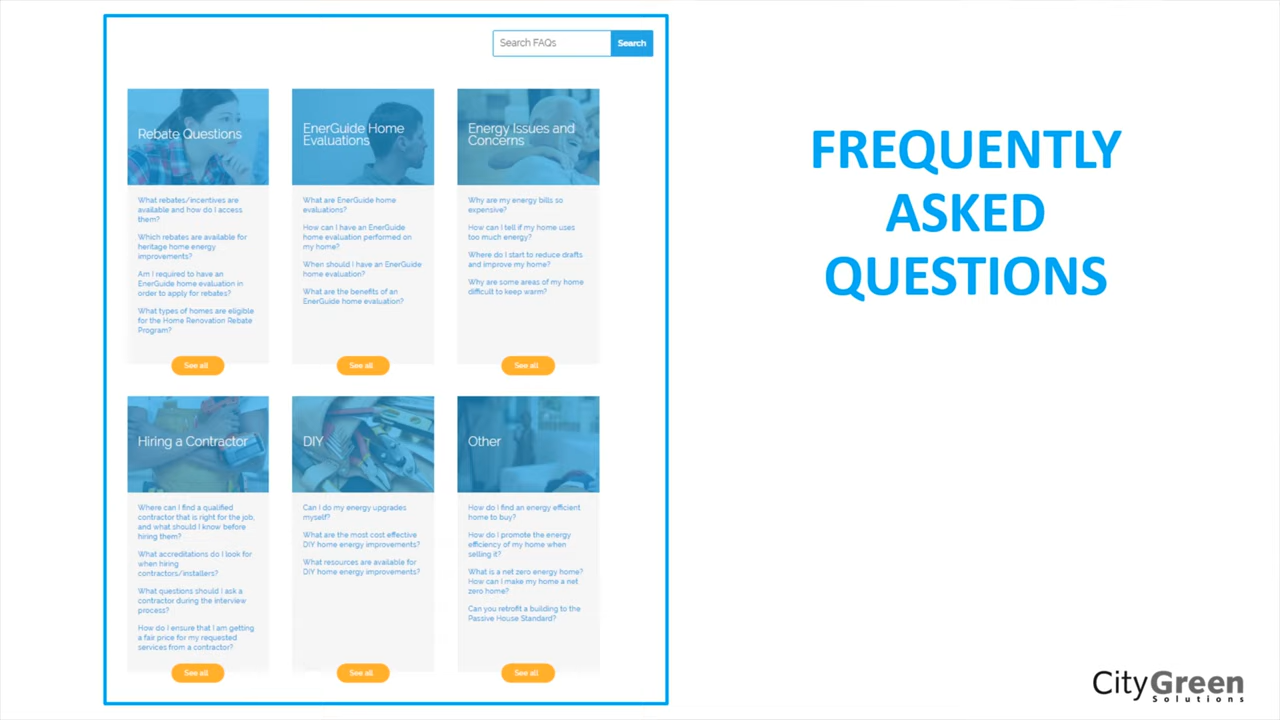 Search FAQs
Search
Rebate Questions
What rebates/incentives are
available and how do I access
them?
Which rebates are available for
heritage home energy
improvements?
Am I required to have an
EnerGuide home evaluation in
order to apply for rebates?
What types of homes are eligible
for the Home Renovation Rebate
Program?
See all
EnerGuide Home
Evaluations
What are EnerGuide home
evaluations?
How can I have an EnerGuide
home evaluation performed on
my home?
When should I have an EnerGuide
home evaluation?
What are the benefits of an
EnerGuide home evaluation?
See all
Energy Issues and
Concerns
Why are my energy bills so
expensive?
How can I tell if my home uses
too much energy?
Where do I start to reduce drafts
and improve my home?
Why are some areas of my home
difficult to keep warm?
See all
Hiring a Contractor
Where can I find a qualified
contractor that is right for the job,
and what should I know before
hiring them?
What accreditations do I look for
when hiring
contractors/installers?
What questions should I ask a
contractor during the interview
process?
How do I ensure that I am getting
a fair price for my requested
services from a contractor?
See all
DIY
Can I do my energy upgrades
myself?
What are the most cost effective
DIY home energy improvements?
What resources are available for
DIY home energy improvements?
See all
Other
How do I find an energy efficient
home to buy?
How do I promote the energy
efficiency of my home when
selling it?
What is a net zero energy home?
How can I make my home a net
zero home?
Can you retrofit a building to the
Passive House Standard?
See all
FREQUENTLY
ASKED
QUESTIONS
CityGreen
Solutions